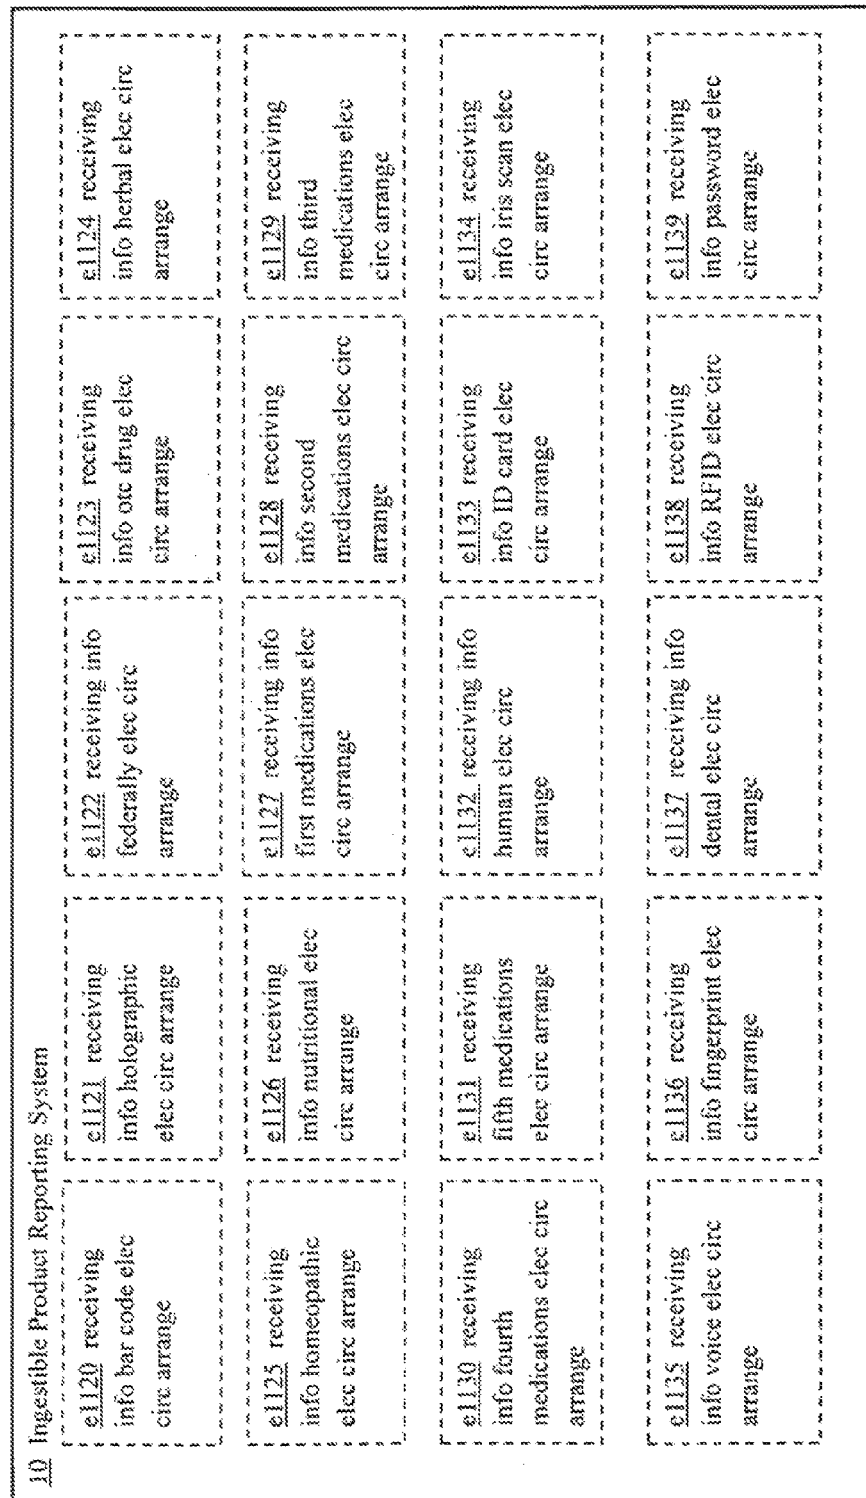 10 Ingestible Product Reporting System
e1120 receiving
info bar code elec
circ arrange
e1121 receiving
info holographic
elec circ arrange
e1122 receiving info
federally elec circ
arrange
e1123 receiving
info otc drug elec
circ arrange
e1124 receiving
info herbal elec circ
arrange
e1125 receiving
info homeopathic
elec circ arrange
e1126 receiving
info nutritional elec
circ arrange
e1127 receiving info
first medications elec
circ arrange
e1128 receiving
info second
medications elec circ
arrange
e1129 receiving
info third
medications elec
circ arrange
e1130 receiving
info fourth
medications elec circ
arrange
e1131 receiving
fifth medications
elec circ arrange
e1132 receiving info
human elec circ
arrange
e1133 receiving
info ID card elec
circ arrange
e1134 receiving
info iris scan elec
circ arrange
e1135 receiving
info voice elec circ
arrange
e1136 receiving
info fingerprint elec
circ arrange
e1137 receiving info
dental elec circ
arrange
e1138 receiving
info RFID elec circ
arrange
e1139 receiving
info password elec
circ arrange